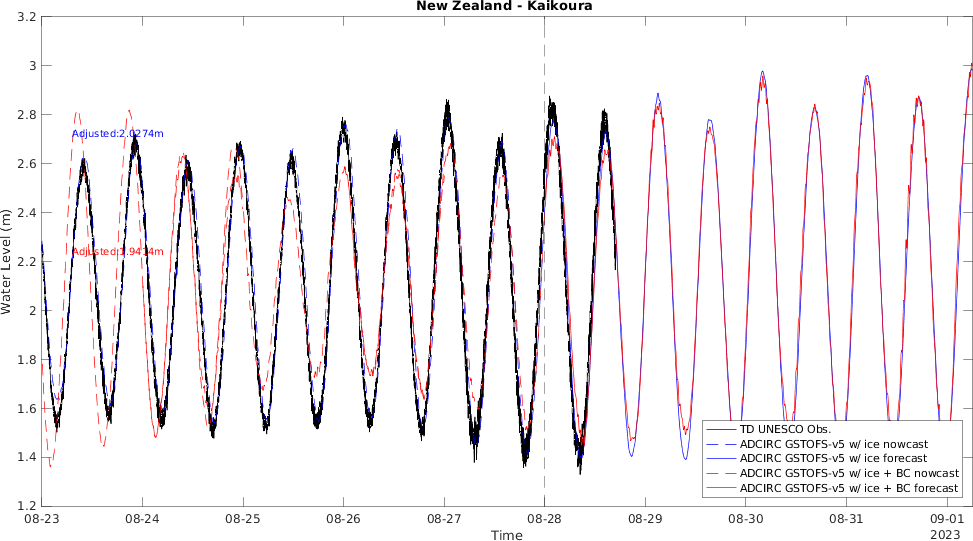 New Zealand - Kaikoura
3.2
3
2.8
2.6
2.4
2.2
2
1.8
1.6
1.4
1.2
Water Level (m)
Adjusted:2.0274m
TD UNESCO Obs.
ADCIRC GSTOFS-v5 w/ ice nowcast
ADCIRC GSTOFS-v5 w/ ice forecast
ADCIRC GSTOFS-v5 w/ ice + BC nowcast
ADCIRC GSTOFS-v5 w/ ice + BC forecast
08-23 08-24 08-25 08-26 08-27 08-28 08-29 08-30 08-31 09-01
2023
Time